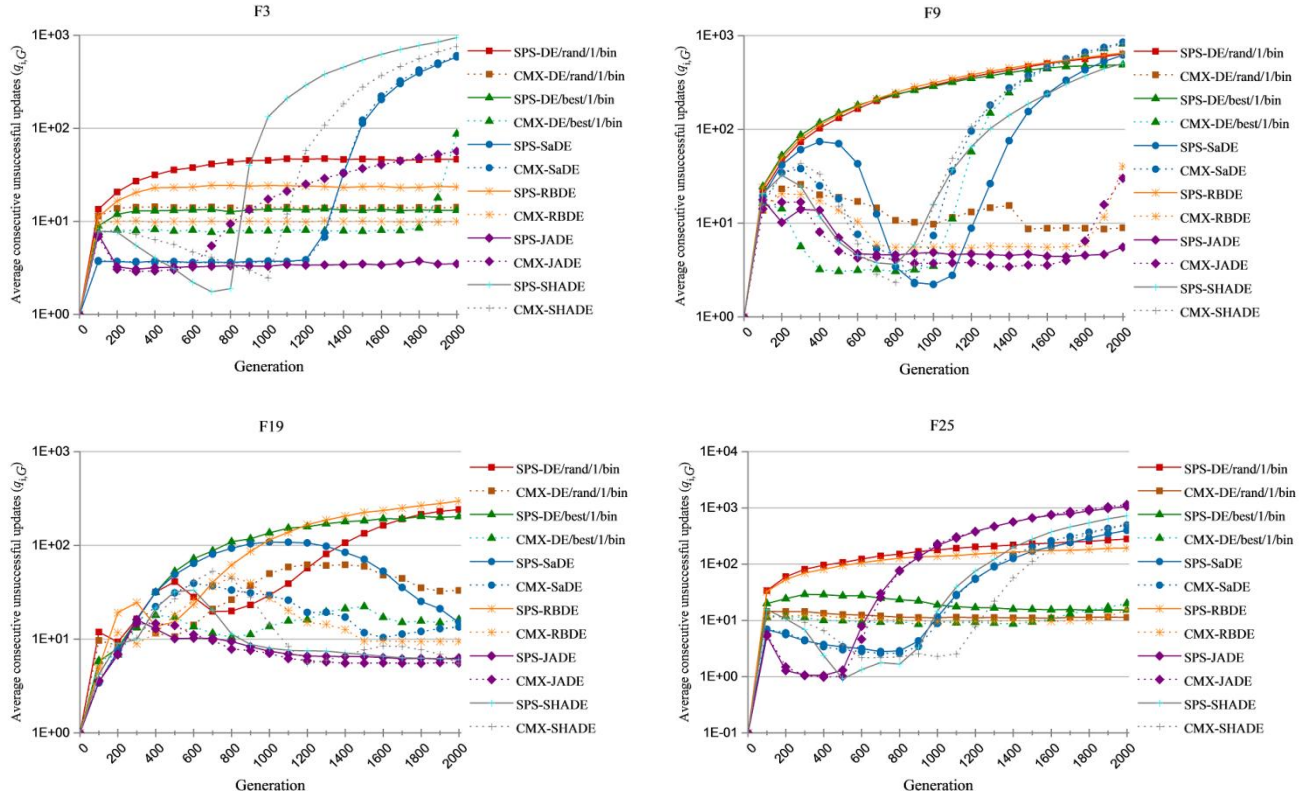 F3
Average consecutive unsuccessful updates (qi,G)
1E+03
1E+02
1E+01
1E+00
0 200 400 600 800 1000 1200 1400 1600 1800 2000
Generation
SPS-DE/rand/1/bin
CMX-DE/rand/1/bin
SPS-DE/best/1/bin
CMX-DE/best/1/bin
SPS-SaDE
CMX-SaDE
SPS-RBDE
CMX-RBDE
SPS-JADE
CMX-JADE
SPS-SHADE
CMX-SHADE
F9
Average consecutive unsuccessful updates (qi,G)
1E+03
1E+02
1E+01
1E+00
0 200 400 600 800 1000 1200 1400 1600 1800 2000
Generation
SPS-DE/rand/1/bin
CMX-DE/rand/1/bin
SPS-DE/best/1/bin
CMX-DE/best/1/bin
SPS-SaDE
CMX-SaDE
SPS-RBDE
CMX-RBDE
SPS-JADE
CMX-JADE
SPS-SHADE
CMX-SHADE
F19
Average consecutive unsuccessful updates (qi,G)
1E+03
1E+02
1E+01
1E+00
0 200 400 600 800 1000 1200 1400 1600 1800 2000
Generation
SPS-DE/rand/1/bin
CMX-DE/rand/1/bin
SPS-DE/best/1/bin
CMX-DE/best/1/bin
SPS-SaDE
CMX-SaDE
SPS-RBDE
CMX-RBDE
SPS-JADE
CMX-JADE
SPS-SHADE
CMX-SHADE
F25
Average consecutive unsuccessful updates (qi,G)
1E+04
1E+03
1E+02
1E+01
1E+00
1E-01
0 200 400 600 800 1000 1200 1400 1600 1800 2000
Generation
SPS-DE/rand/1/bin
CMX-DE/rand/1/bin
SPS-DE/best/1/bin
CMX-DE/best/1/bin
SPS-SaDE
CMX-SaDE
SPS-RBDE
CMX-RBDE
SPS-JADE
CMX-JADE
SPS-SHADE
CMX-SHADE